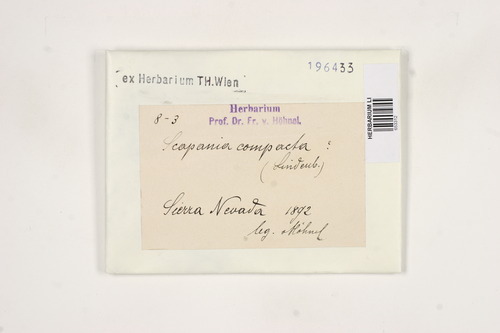 196433
ex Herbarium TH.Wien
HERBARIUM LI
Herbarium
Prof. Dr. Fr. v. Höhnel.
8-3
Scapania compacta ?
(Lindenb.)
Sierra Nevada 1892
leg. Höhnel